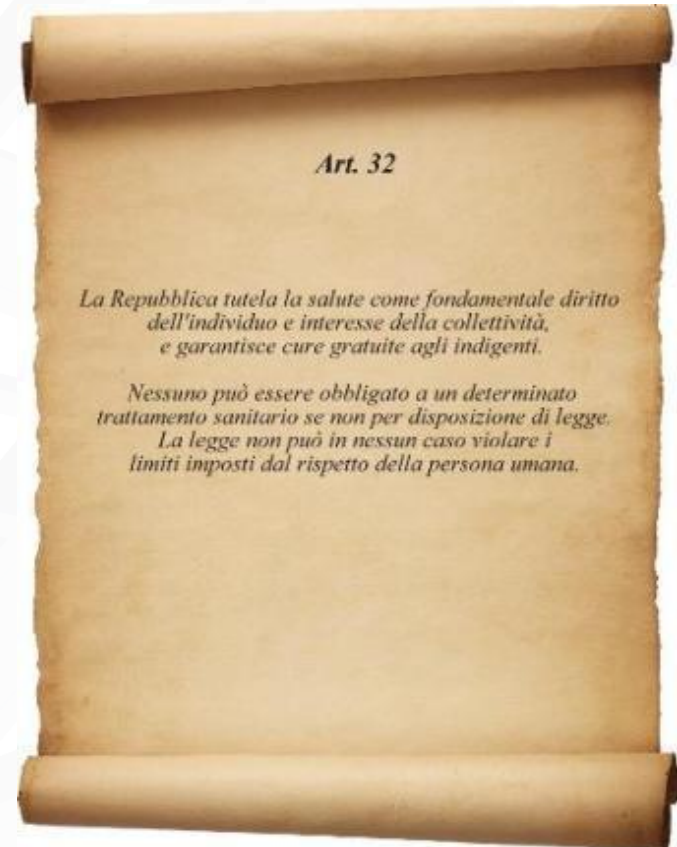 Art. 32
La Repubblica tutela la salute come fondamentale diritto
dell'individuo e interesse della collettività,
e garantisce cure gratuite agli indigenti.
Nessuno può essere obbligato a un determinato
trattamento sanitario se non per disposizione di legge.
La legge non può in nessun caso violare i
limiti imposti dal rispetto della persona umana.